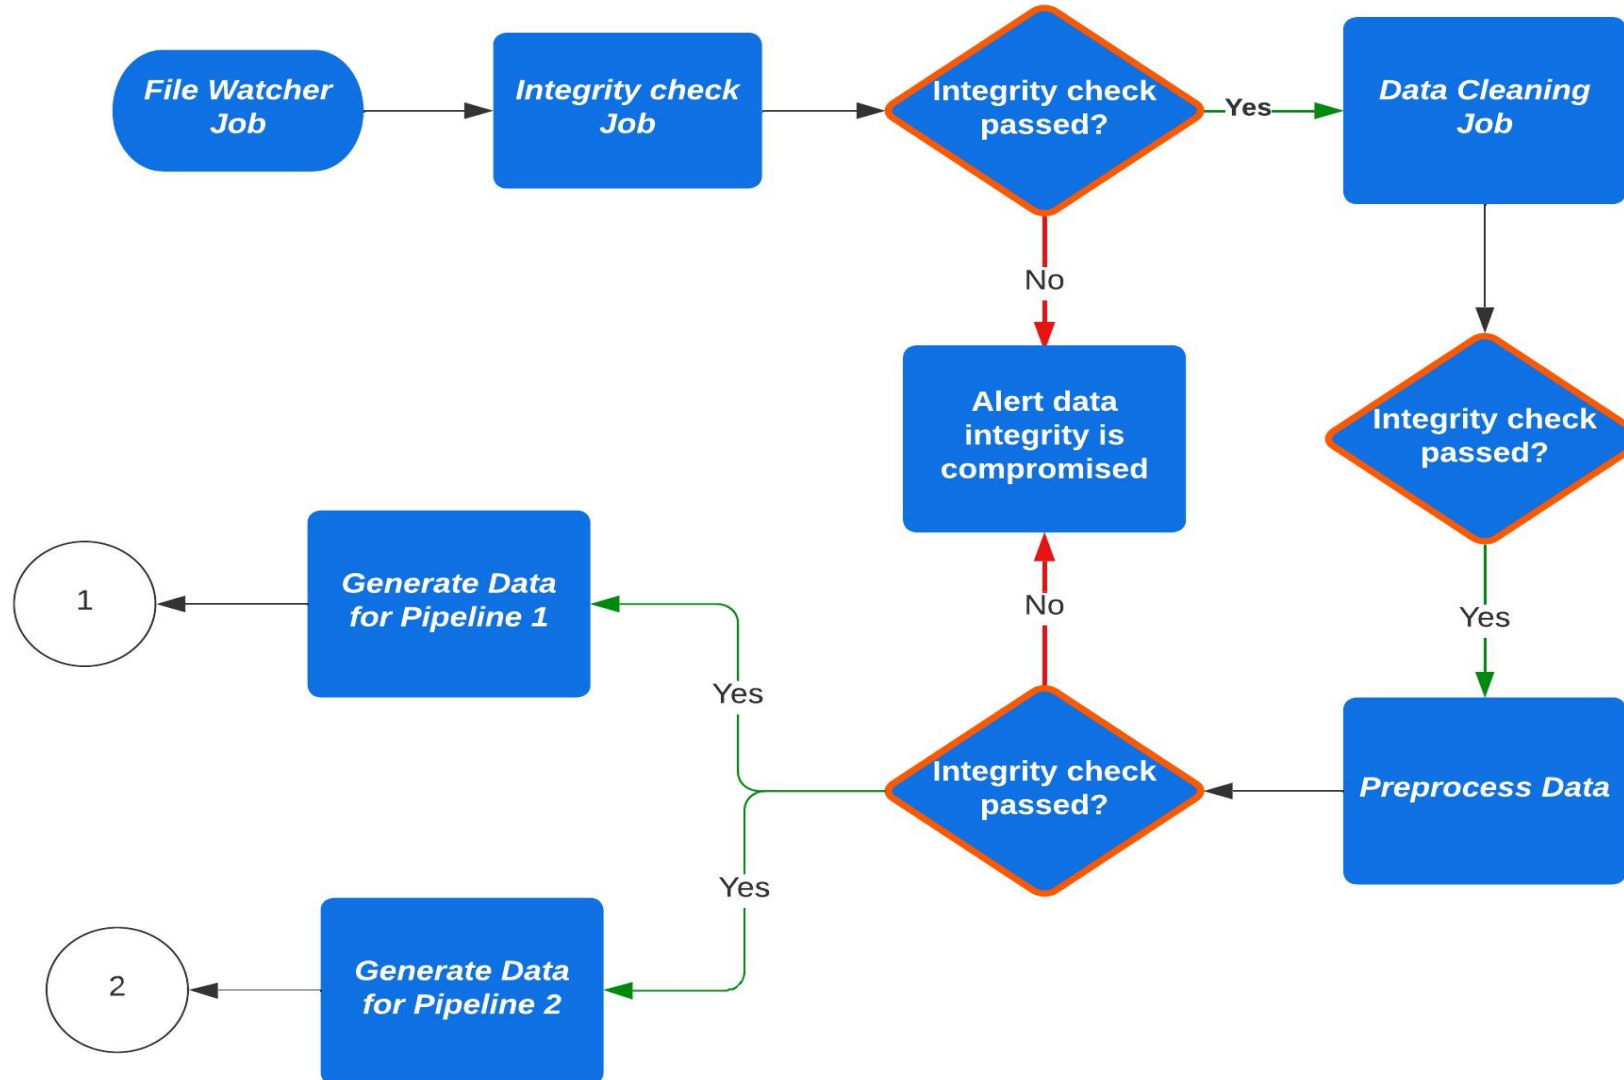 File Watcher
Job
Integrity check
Job
Integrity check
passed?
Yes
Data Cleaning
Job
No
Alert data
integrity is
compromised
Integrity check
passed?
Yes
Preprocess Data
Integrity check
passed?
No
Yes
Generate Data
for Pipeline 1
1
Yes
Generate Data
for Pipeline 2
2